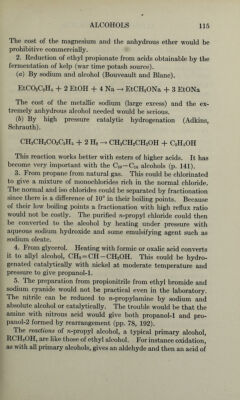 ALCOHOLS 115
The cost of the magnesium and the anhydrous ether would be
prohibitive commercially.
2. Reduction of ethyl propionate from acids obtainable by the
fermentation of kelp (war time potash source).
(a) By sodium and alcohol (Bouveault and Blanc).
EtCO₂C₂H₅ + 2 EtOH + 4 Na → EtCH₂ONa + 3 EtONa
The cost of the metallic sodium (large excess) and the ex-
tremely anhydrous alcohol needed would be serious.
(b) By high pressure catalytic hydrogenation (Adkins,
Schrauth).
CH₃CH₂CO₂C₂H₅ + 2 H₂ → CH₃CH₂CH₂OH + C₂H₅OH
This reaction works better with esters of higher acids. It has
become very important with the C₁₂–C₁₈ alcohols (p. 141).
3. From propane from natural gas. This could be chlorinated
to give a mixture of monochlorides rich in the normal chloride.
The normal and iso chlorides could be separated by fractionation
since there is a difference of 10° in their boiling points. Because
of their low boiling points a fractionation with high reflux ratio
would not be costly. The purified n-propyl chloride could then
be converted to the alcohol by heating under pressure with
aqueous sodium hydroxide and some emulsifying agent such as
sodium oleate.
4. From glycerol. Heating with formic or oxalic acid converts
it to allyl alcohol, CH₂=CH—CH₂OH. This could be hydro-
genated catalytically with nickel at moderate temperature and
pressure to give propanol-1.
5. The preparation from propionitrile from ethyl bromide and
sodium cyanide would not be practical even in the laboratory.
The nitrile can be reduced to n-propylamine by sodium and
absolute alcohol or catalytically. The trouble would be that the
amine with nitrous acid would give both propanol-1 and pro-
panol-2 formed by rearrangement (pp. 78, 192).
The reactions of n-propyl alcohol, a typical primary alcohol,
RCH₂OH, are like those of ethyl alcohol. For instance oxidation,
as with all primary alcohols, gives an aldehyde and then an acid of